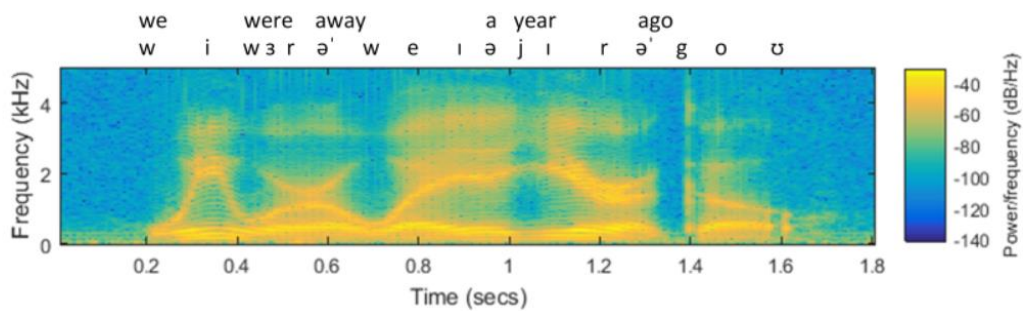 we were away a year ago
w i w ɜ r ə' w e ɪ ə j ɪ r ə' g o ʊ
Frequency (kHz)
4
2
0
0.2 0.4 0.6 0.8 1 1.2 1.4 1.6 1.8
Time (secs)
-40
-60
-80
-100
-120
-140
Power/frequency (dB/Hz)